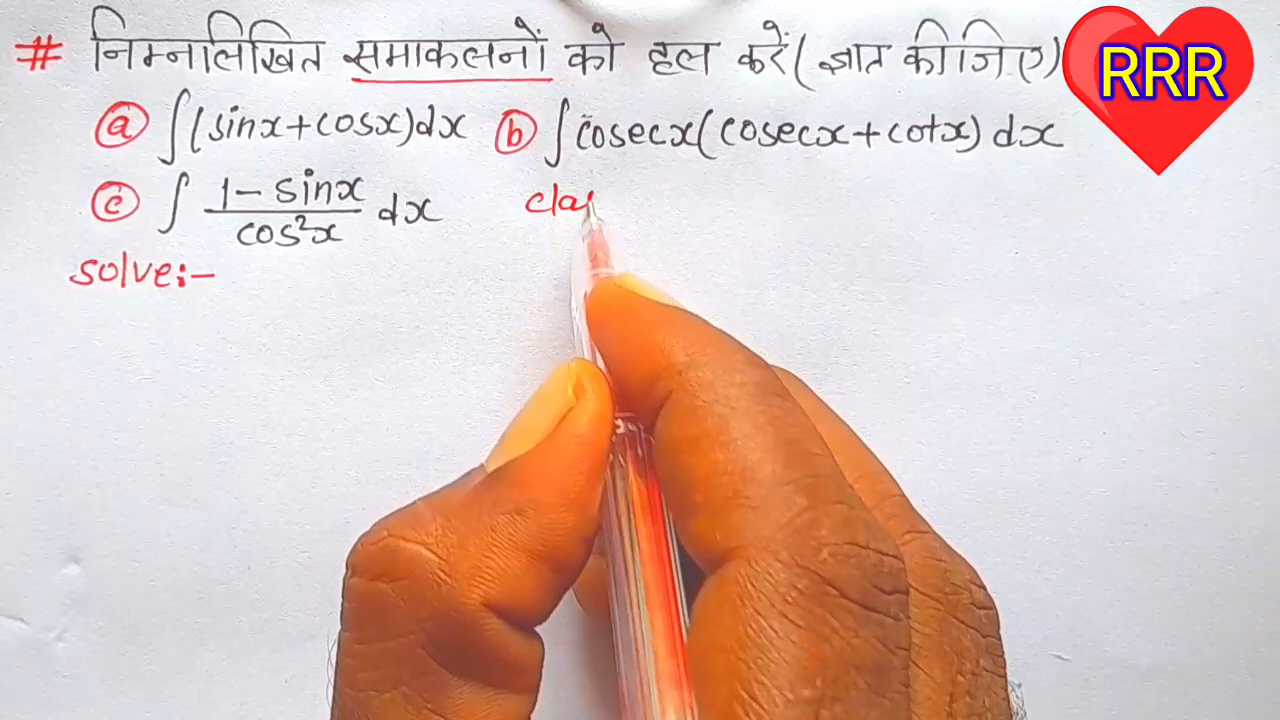 # निम्नलिखित समाकलनों को हल करें (ज्ञात कीजिए)
RRR
ⓐ ∫(sinx+cosx)dx ⓑ ∫cosecx(cosecx+cotx) dx
ⓒ ∫ (1-sinx)/(cos²x) dx
solve:-